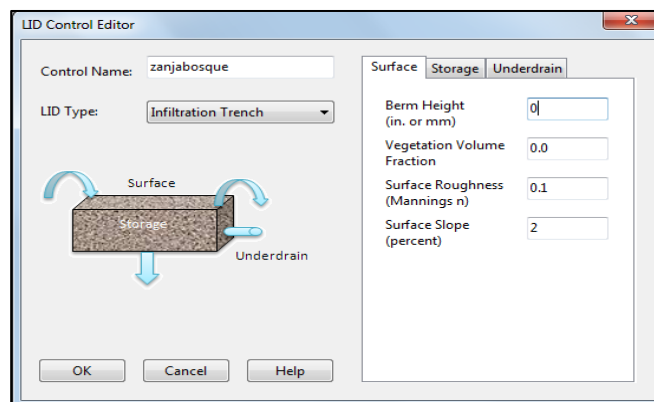 LID Control Editor
Control Name:
zanjabosque
LID Type:
Infiltration Trench
Surface
Storage
Underdrain
OK
Cancel
Help
Surface
Storage
Underdrain
Berm Height
(in. or mm)
0
Vegetation Volume
Fraction
0.0
Surface Roughness
(Mannings n)
0.1
Surface Slope
(percent)
2